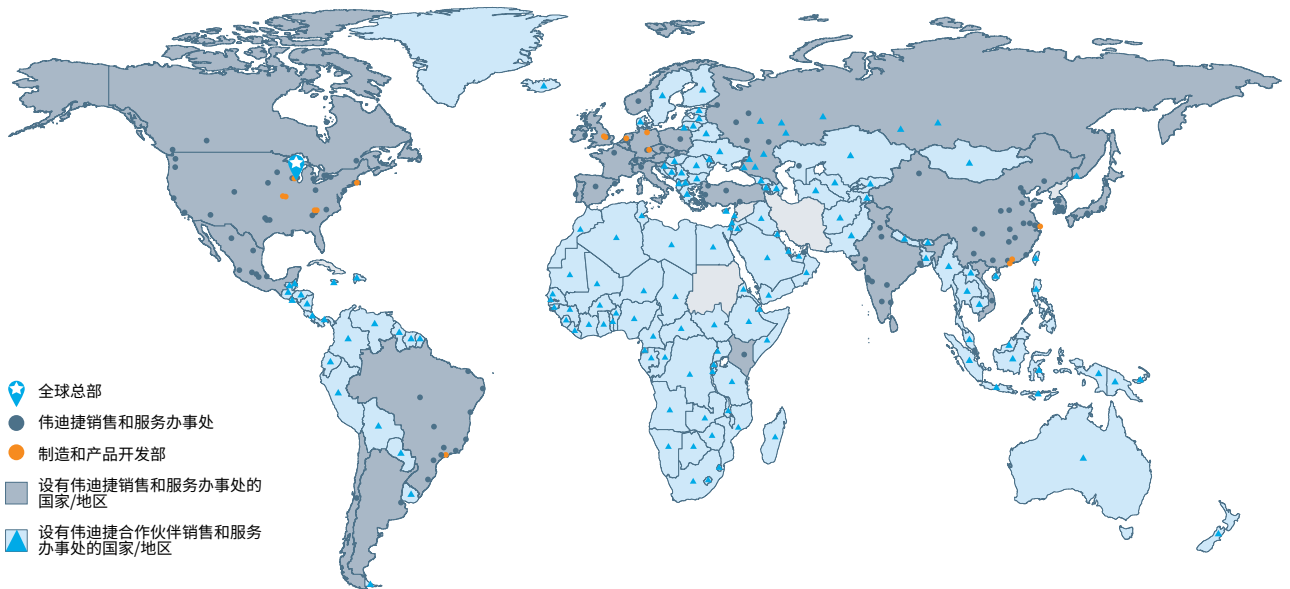 全球总部
伟迪捷销售和服务办事处
制造和产品开发部
设有伟迪捷销售和服务办事处的
国家/地区
设有伟迪捷合作伙伴销售和服务
办事处的国家/地区